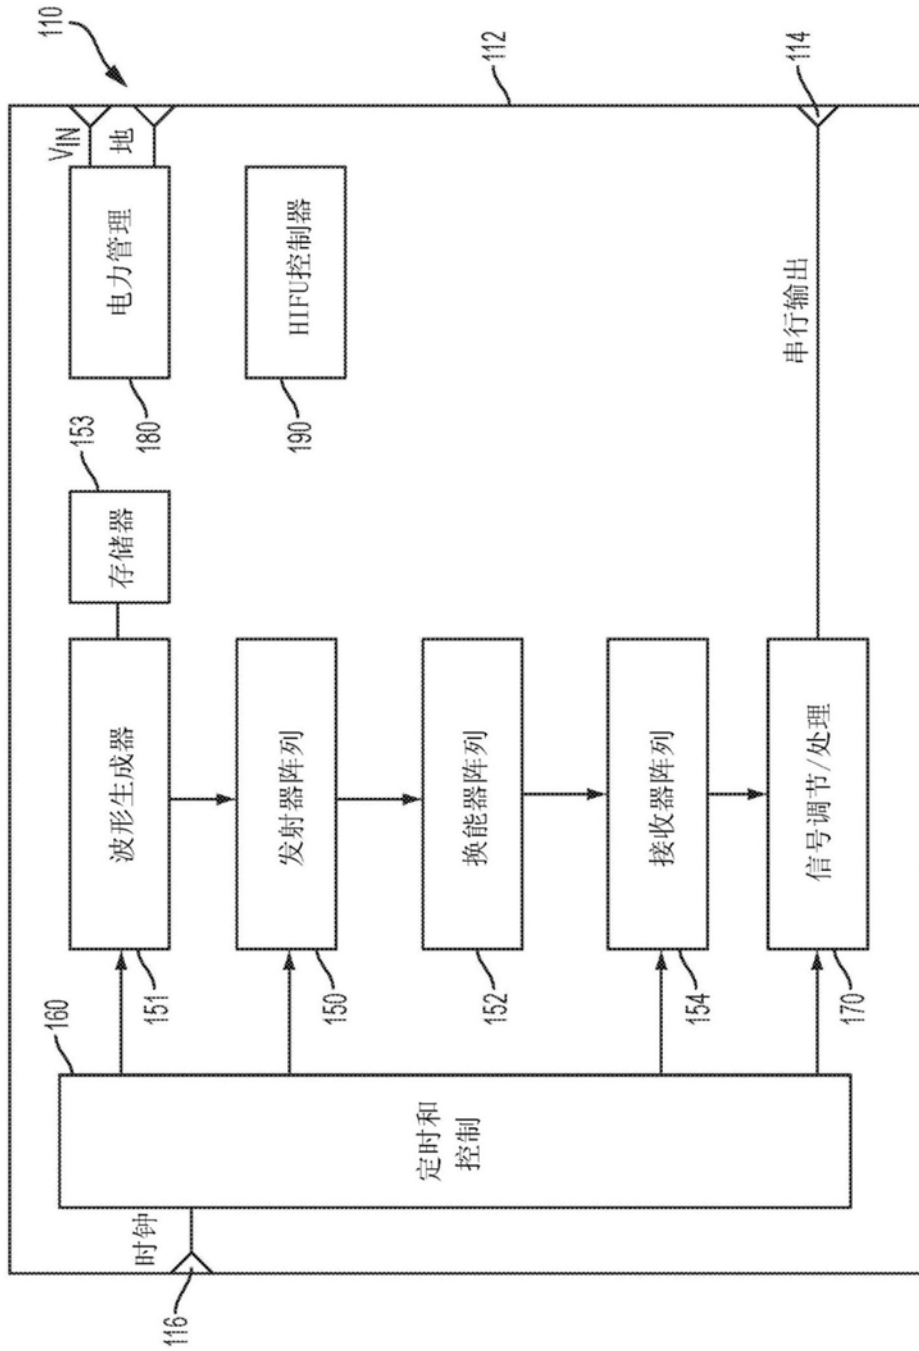 110
160
153
V_IN
时钟
波形生成器
存储器
电力管理
地
151
180
116
发射器阵列
HIFU控制器
150
190
定时和
控制
换能器阵列
152
112
接收器阵列
154
串行输出
114
信号调节/处理
170